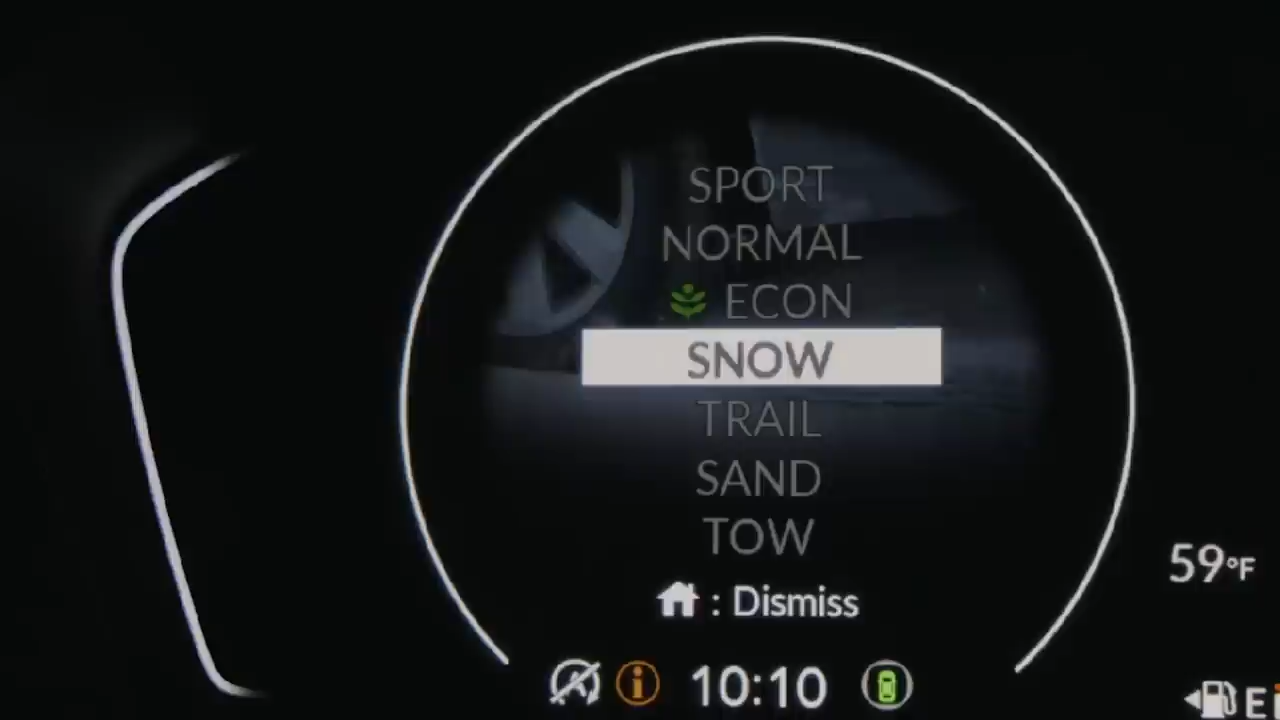 SPORT
NORMAL
ECON
SNOW
TRAIL
SAND
TOW
: Dismiss
59°F
10:10
E